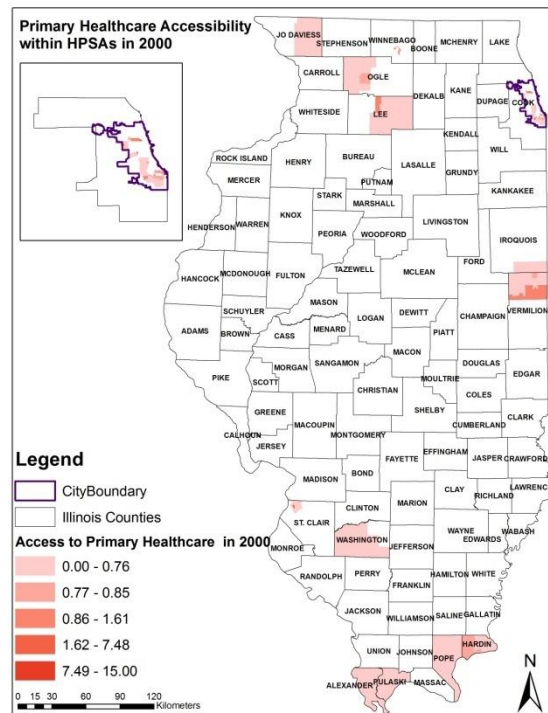 Primary Healthcare Accessibility
within HPSAs in 2000
JO DAVIESS
STEPHENSON
WINNEBAGO
BOONE
MCHENRY
LAKE
CARROLL
OGLE
DEKALB
KANE
DUPAGE
COOK
WHITESIDE
LEE
KENDALL
WILL
ROCK ISLAND
HENRY
BUREAU
LASALLE
GRUNDY
MERCER
PUTNAM
KANKAKEE
STARK
MARSHALL
KNOX
LIVINGSTON
HENDERSON
WARREN
PEORIA
WOODFORD
IROQUOIS
FORD
TAZEWELL
MCLEAN
HANCOCK
MCDONOUGH
FULTON
MASON
VERMILION
SCHUYLER
LOGAN
DEWITT
CHAMPAIGN
ADAMS
BROWN
CASS
MENARD
PIATT
MACON
DOUGLAS
EDGAR
MORGAN
SANGAMON
MOULTRIE
PIKE
SCOTT
CHRISTIAN
COLES
SHELBY
GREENE
MACOUPIN
CLARK
CUMBERLAND
CALHOUN
JERSEY
MONTGOMERY
FAYETTE
EFFINGHAM
JASPER
CRAWFORD
BOND
MADISON
CLAY
RICHLAND
LAWRENCE
CLINTON
MARION
ST. CLAIR
WAYNE
EDWARDS
WABASH
WASHINGTON
JEFFERSON
MONROE
RANDOLPH
PERRY
HAMILTON
WHITE
FRANKLIN
JACKSON
WILLIAMSON
SALINE
GALLATIN
UNION
JOHNSON
POPE
HARDIN
ALEXANDER
PULASKI
MASSAC
Legend
CityBoundary
Illinois Counties
Access to Primary Healthcare in 2000
0.00 - 0.76
0.77 - 0.85
0.86 - 1.61
1.62 - 7.48
7.49 - 15.00
0 15 30 60 90 120
Kilometers
N